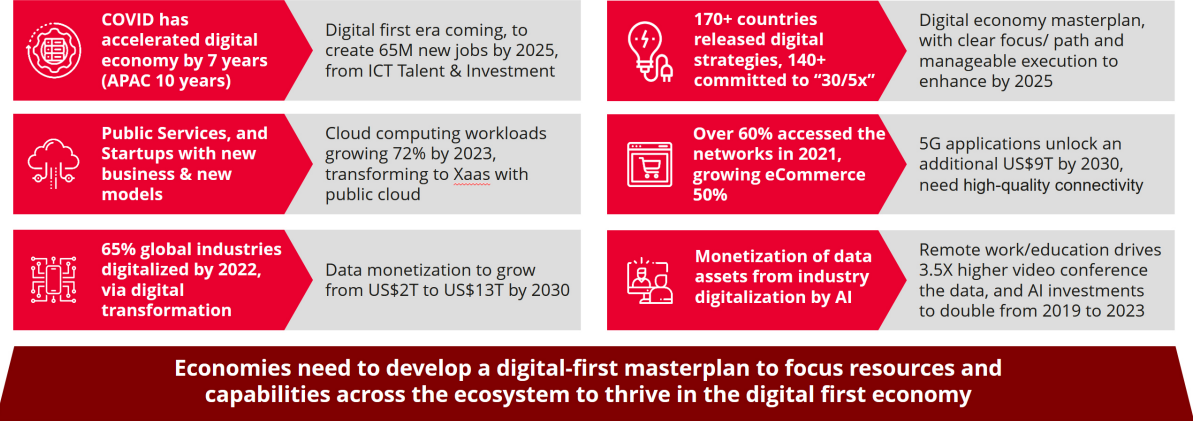 COVID has
accelerated digital
economy by 7 years
(APAC 10 years)
Digital first era coming, to
create 65M new jobs by 2025,
from ICT Talent & Investment
170+ countries
released digital
strategies, 140+
committed to “30/5x”
Digital economy masterplan,
with clear focus/ path and
manageable execution to
enhance by 2025
Public Services, and
Startups with new
business & new
models
Cloud computing workloads
growing 72% by 2023,
transforming to Xaas with
public cloud
Over 60% accessed the
networks in 2021,
growing eCommerce
50%
5G applications unlock an
additional US$9T by 2030,
need high-quality connectivity
65% global industries
digitalized by 2022,
via digital
transformation
Data monetization to grow
from US$2T to US$13T by 2030
Monetization of data
assets from industry
digitalization by AI
Remote work/education drives
3.5X higher video conference
the data, and AI investments
to double from 2019 to 2023
Economies need to develop a digital-first masterplan to focus resources and
capabilities across the ecosystem to thrive in the digital first economy